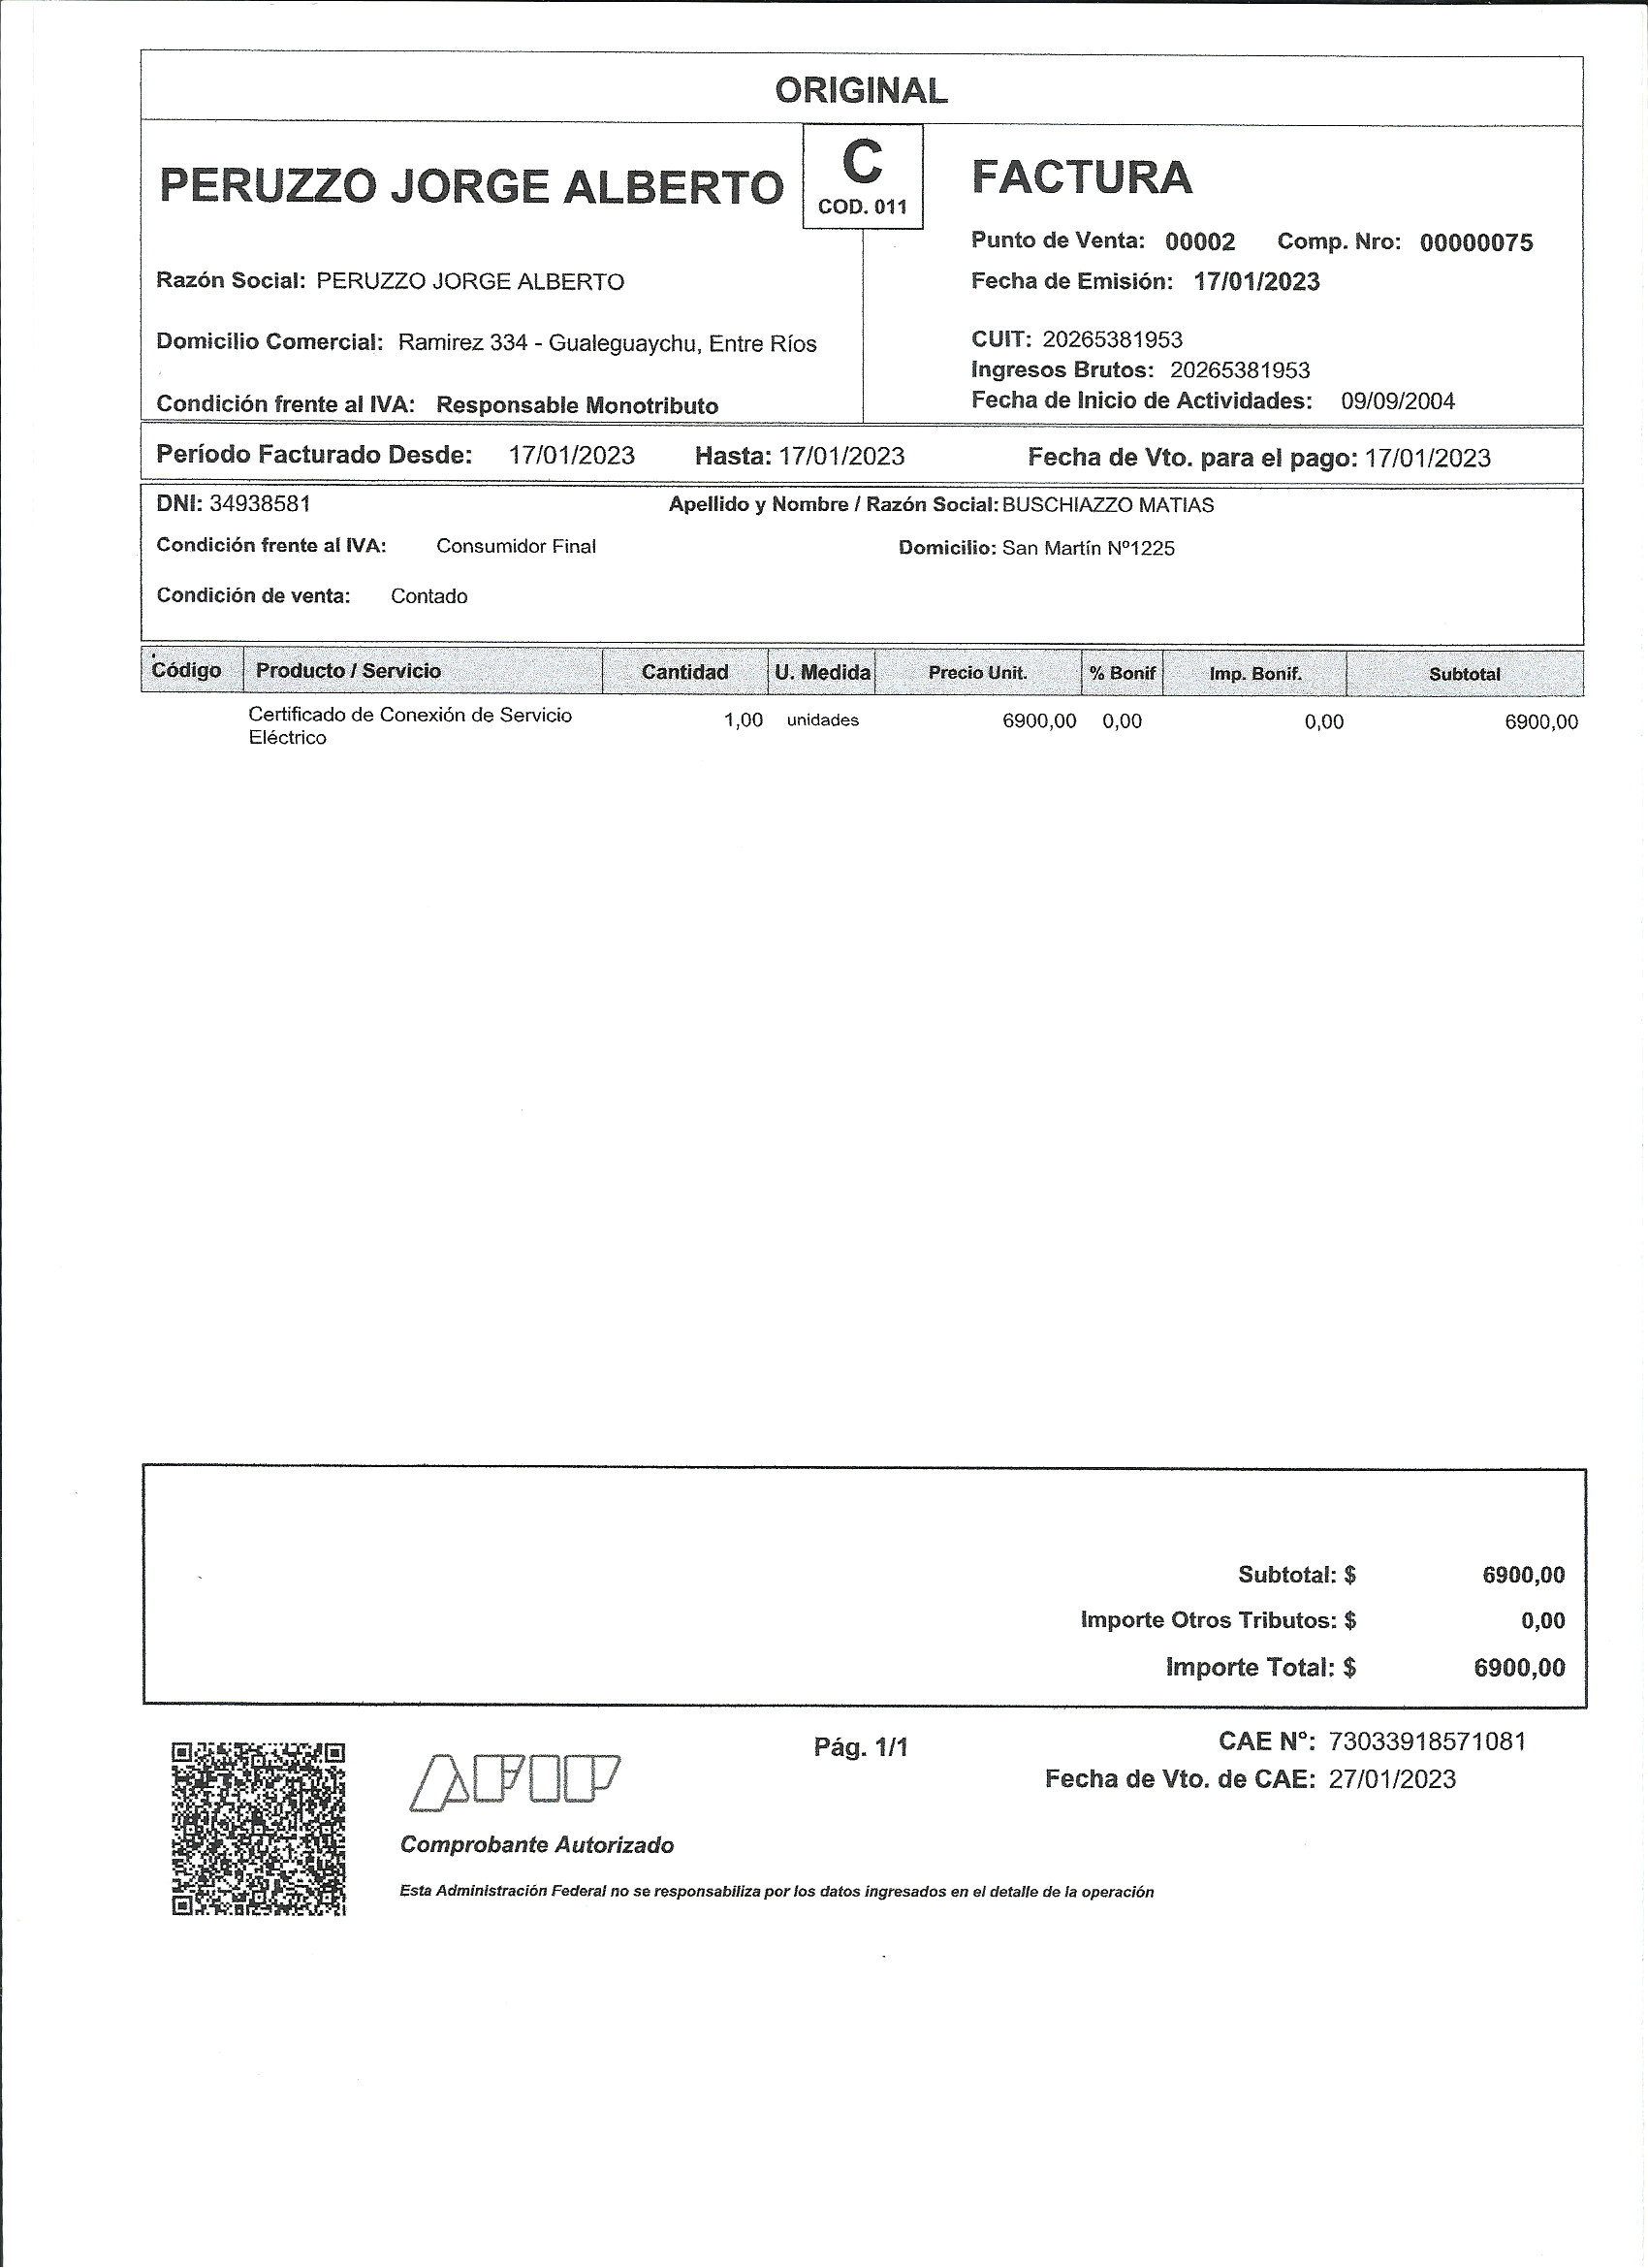 ORIGINAL
PERUZZO JORGE ALBERTO
C
COD. 011
FACTURA
Punto de Venta: 00002 Comp. Nro: 00000075
Razón Social: PERUZZO JORGE ALBERTO
Fecha de Emisión: 17/01/2023
Domicilio Comercial: Ramirez 334 - Gualeguaychu, Entre Ríos
CUIT: 20265381953
Ingresos Brutos: 20265381953
Condición frente al IVA: Responsable Monotributo
Fecha de Inicio de Actividades: 09/09/2004
Período Facturado Desde: 17/01/2023 Hasta: 17/01/2023 Fecha de Vto. para el pago: 17/01/2023
DNI: 34938581 Apellido y Nombre / Razón Social: BUSCHIAZZO MATIAS
Condición frente al IVA: Consumidor Final Domicilio: San Martín Nº1225
Condición de venta: Contado
Código Producto / Servicio Cantidad U. Medida Precio Unit. % Bonif Imp. Bonif. Subtotal
Certificado de Conexión de Servicio 1,00 unidades 6900,00 0,00 0,00 6900,00
Eléctrico
Subtotal: $ 6900,00
Importe Otros Tributos: $ 0,00
Importe Total: $ 6900,00
Pág. 1/1
CAE N°: 73033918571081
Fecha de Vto. de CAE: 27/01/2023
AFIP
Comprobante Autorizado
Esta Administración Federal no se responsabiliza por los datos ingresados en el detalle de la operación